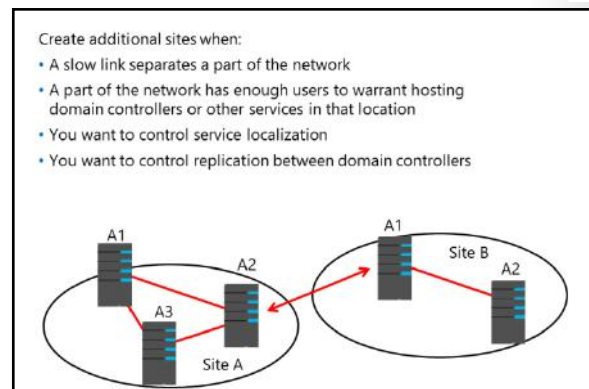 Create additional sites when:
• A slow link separates a part of the network
• A part of the network has enough users to warrant hosting
domain controllers or other services in that location
• You want to control service localization
• You want to control replication between domain controllers
A1
A2
A3
Site A
A1
Site B
A2